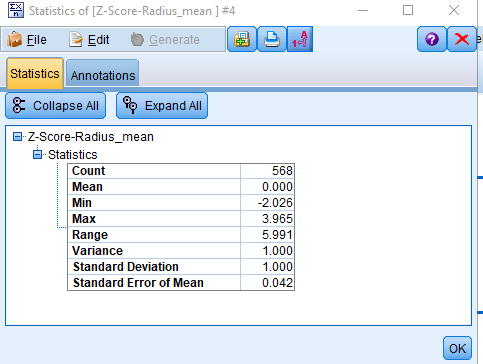 Statistics of [Z-Score-Radius_mean ] #4
File Edit Generate
Statistics Annotations
Collapse All Expand All
Z-Score-Radius_mean
Statistics
Count 568
Mean 0.000
Min -2.026
Max 3.965
Range 5.991
Variance 1.000
Standard Deviation 1.000
Standard Error of Mean 0.042
OK